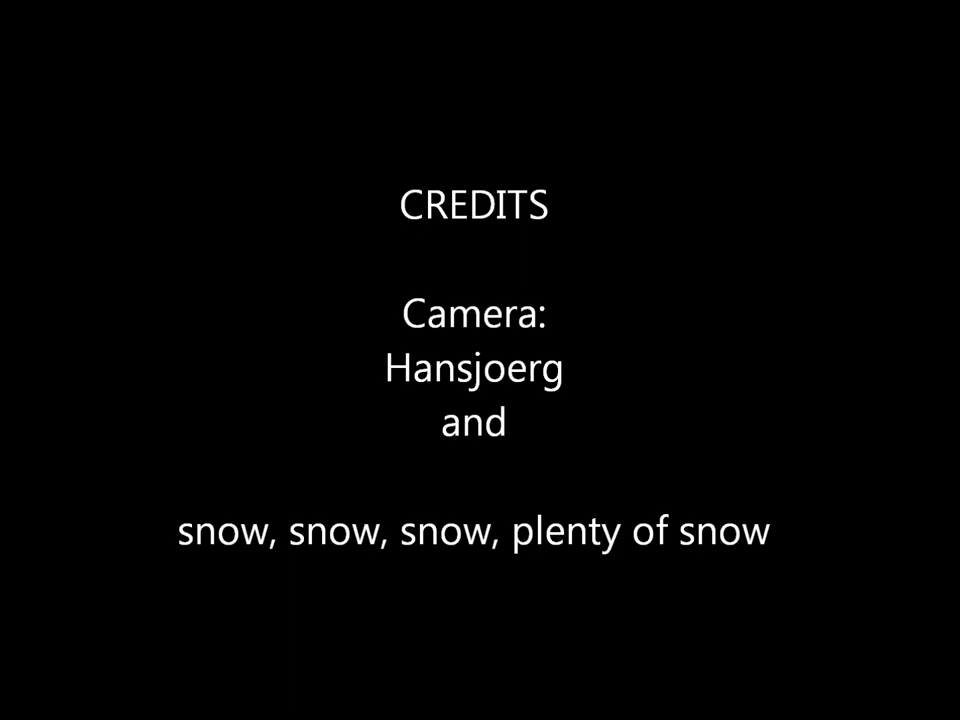 CREDITS
Camera:
Hansjoerg
and
snow, snow, snow, plenty of snow